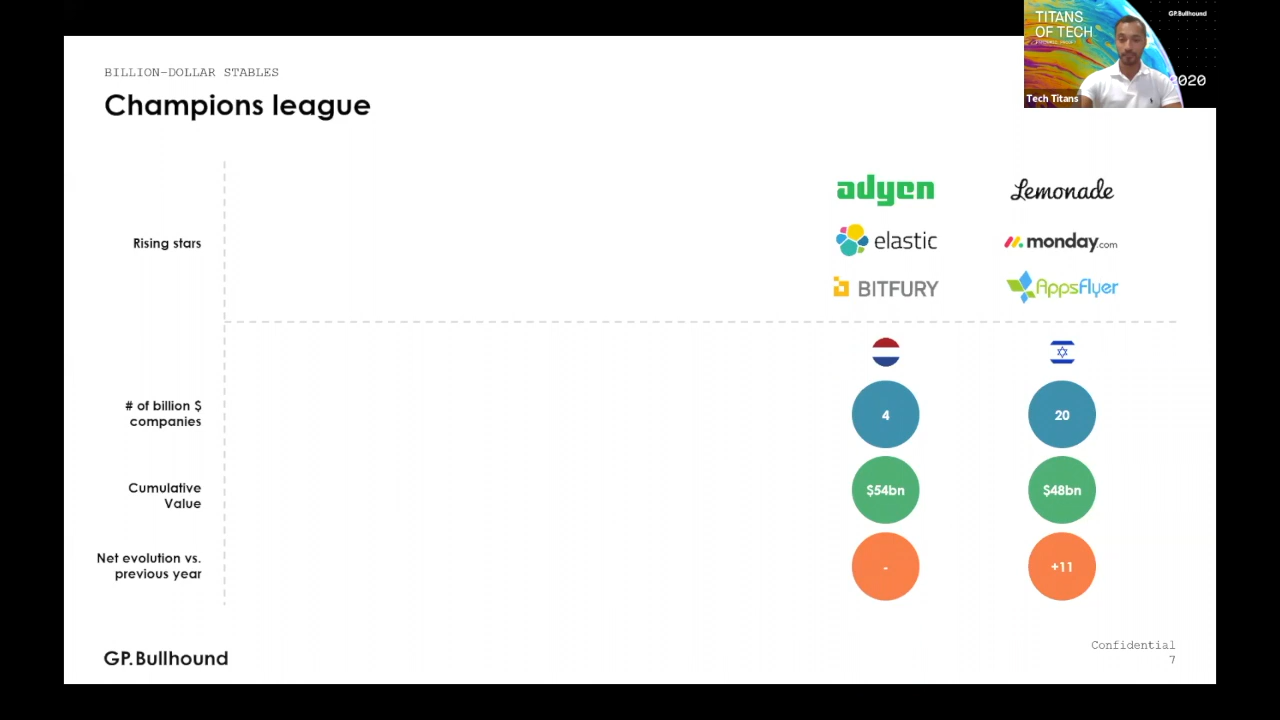 BILLION-DOLLAR STABLES
Champions league
TITANS
OF TECH
GP.Bullhound
2020
Tech Titans
Rising stars
adyen
Lemonade
elastic
monday.com
BITFURY
AppsFlyer
# of billion $
companies
4
20
Cumulative
Value
$54bn
$48bn
Net evolution vs.
previous year
-
+11
GP.Bullhound
Confidential
7